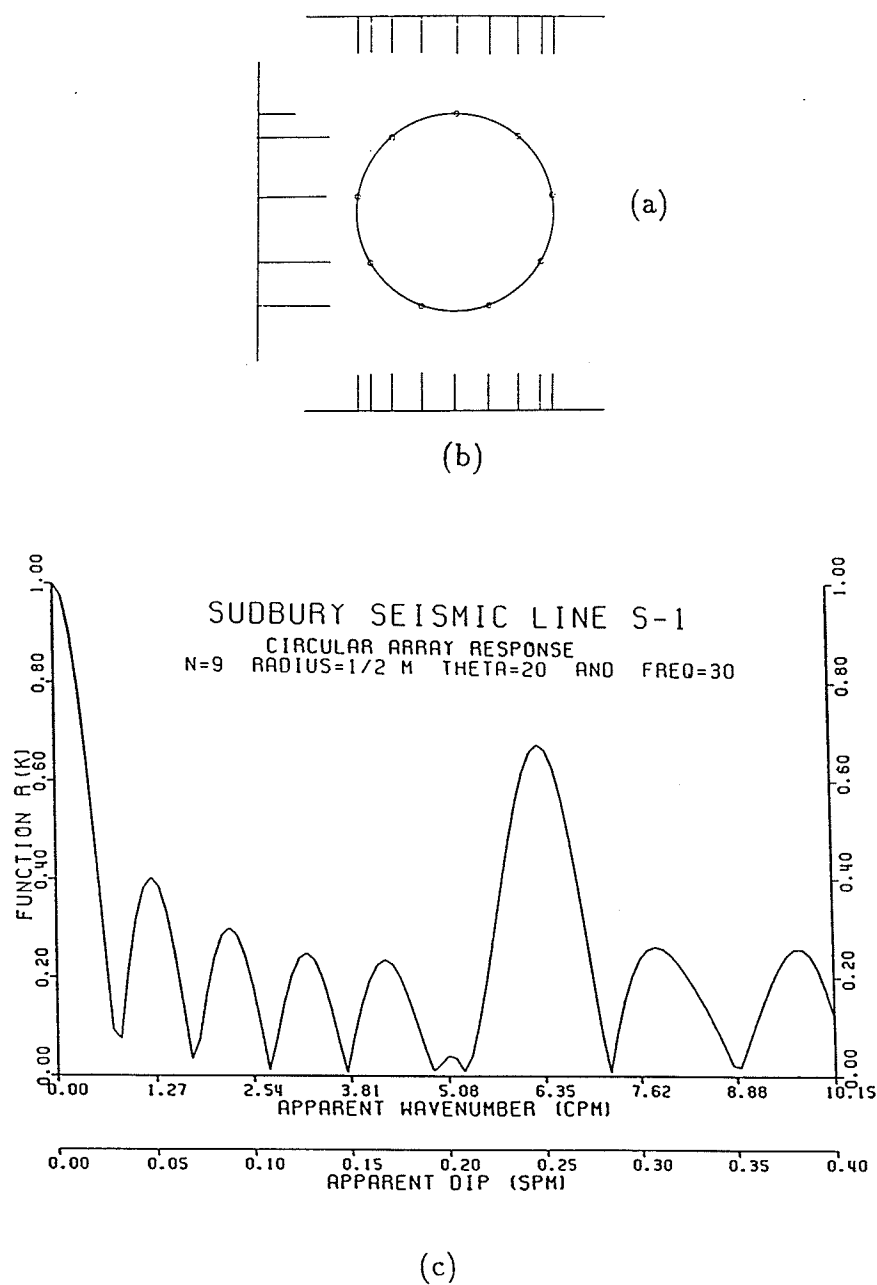 (a)
(b)
SUDBURY SEISMIC LINE S-1
CIRCULAR ARRAY RESPONSE
N=9 RADIUS=1/2 M THETA=20 AND FREQ=30
FUNCTION R(K)
1.00
0.80
0.60
0.40
0.20
0.00
1.00
0.80
0.60
0.40
0.20
0.00
0.00 1.27 2.54 3.81 5.08 6.35 7.62 8.88 10.15
APPARENT WAVENUMBER (CPM)
0.00 0.05 0.10 0.15 0.20 0.25 0.30 0.35 0.40
APPARENT DIP (SPM)
(c)